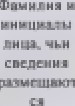 Фамилия и
инициалы
лица, чьи
сведения
размещают
ся